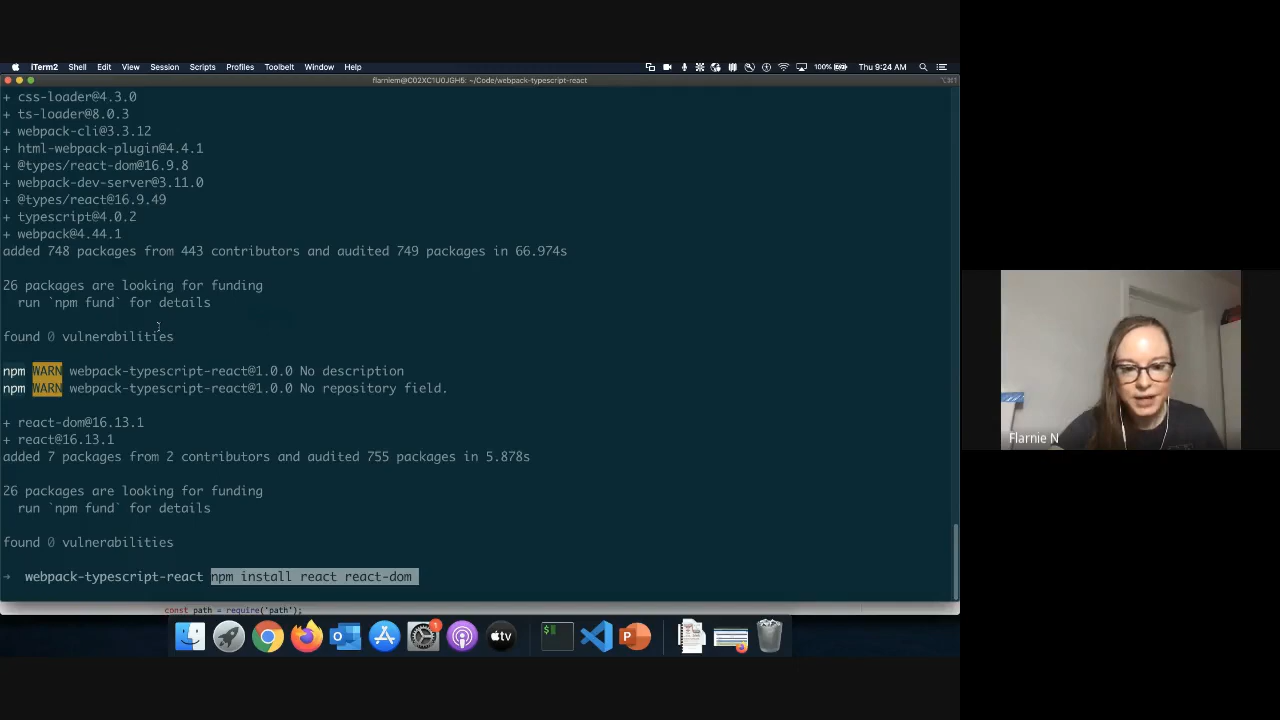 iTerm2 Shell Edit View Session Scripts Profiles Toolbelt Window Help 100% Thu 9:24 AM
flarniem@C02XC1U0JGH5: ~/Code/webpack-typescript-react
+ css-loader@4.3.0
+ ts-loader@8.0.3
+ webpack-cli@3.3.12
+ html-webpack-plugin@4.4.1
+ @types/react-dom@16.9.8
+ webpack-dev-server@3.11.0
+ @types/react@16.9.49
+ typescript@4.0.2
+ webpack@4.44.1
added 748 packages from 443 contributors and audited 749 packages in 66.974s
26 packages are looking for funding
run `npm fund` for details
found 0 vulnerabilities
npm WARN webpack-typescript-react@1.0.0 No description
npm WARN webpack-typescript-react@1.0.0 No repository field.
+ react-dom@16.13.1
+ react@16.13.1
added 7 packages from 2 contributors and audited 755 packages in 5.878s
26 packages are looking for funding
run `npm fund` for details
found 0 vulnerabilities
→ webpack-typescript-react npm install react react-dom
const path = require('path');
1
tv
$
P
Flarnie N